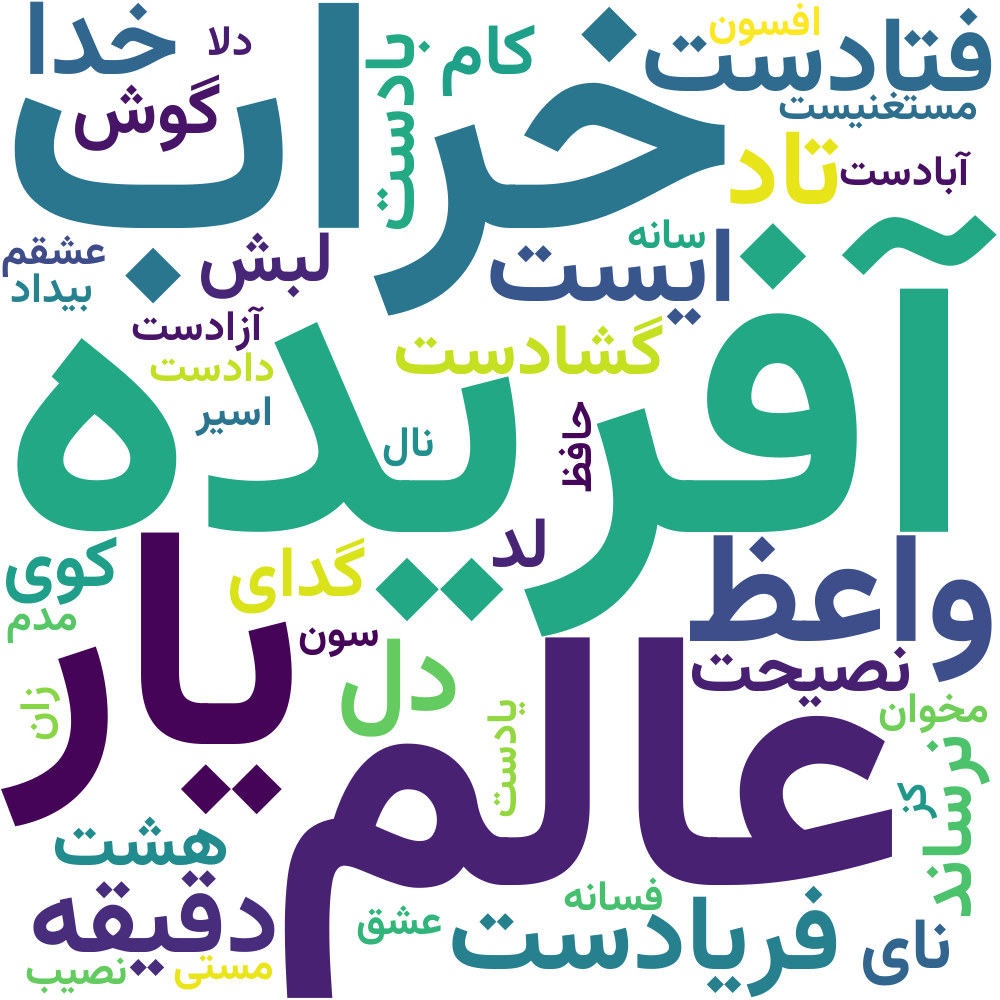 افسون
فتادست
کام
بادست
دلا
خدا
مستغنیست
گوش
خراب
آبادست
تاد
سانه
ایست
لبش
عشقم
بیداد
آزادست
گشادست
دادست
اسیر
نال
حافظ
آفریده
لد
کوی
گدای
واعظ
مدم
سون
یار
دل
نصیحت
زان
یادست
مخوان
نرساند
کز
عالم
هشت
فسانه
عشق
دقیقه
فریادست
نای
مستی
نصیب